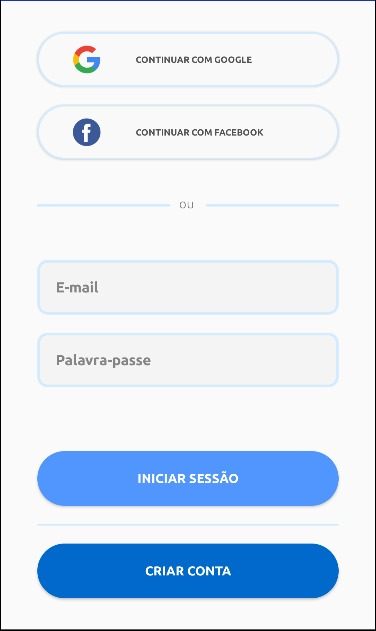 CONTINUAR COM GOOGLE
CONTINUAR COM FACEBOOK
OU
E-mail
Palavra-passe
INICIAR SESSÃO
CRIAR CONTA